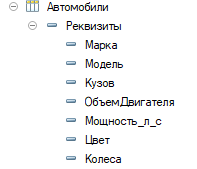 Автомобили
Реквизиты
Марка
Модель
Кузов
ОбъемДвигателя
Мощность_л_с
Цвет
Колеса